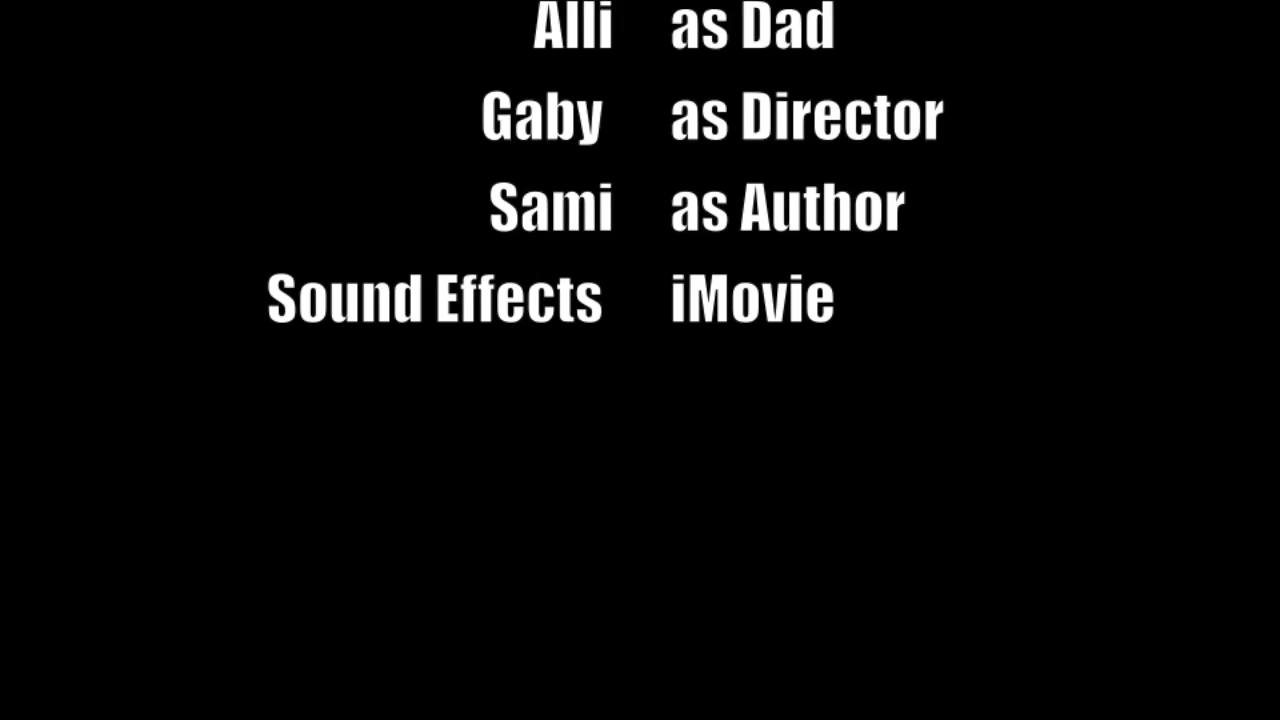 Alli as Dad
Gaby as Director
Sami as Author
Sound Effects iMovie